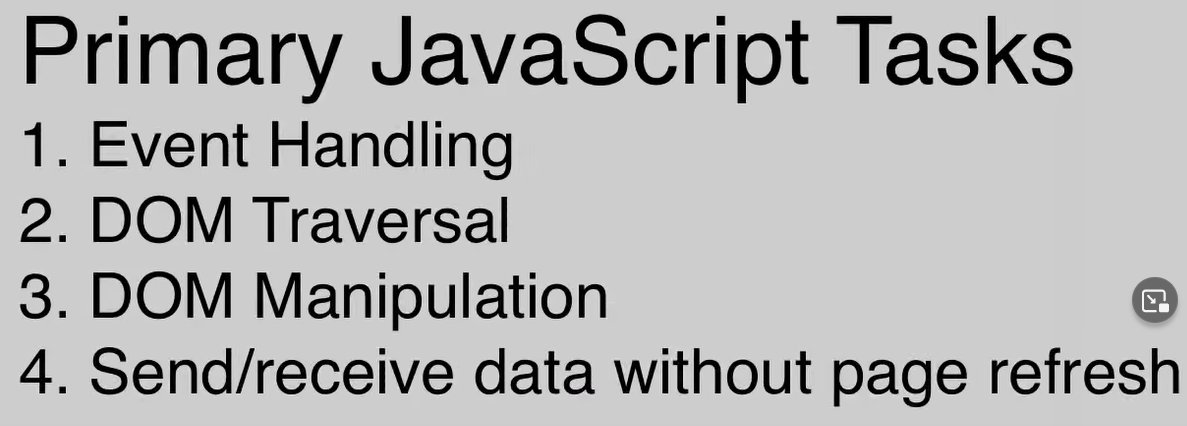 Primary JavaScript Tasks
1. Event Handling
2. DOM Traversal
3. DOM Manipulation
4. Send/receive data without page refresh